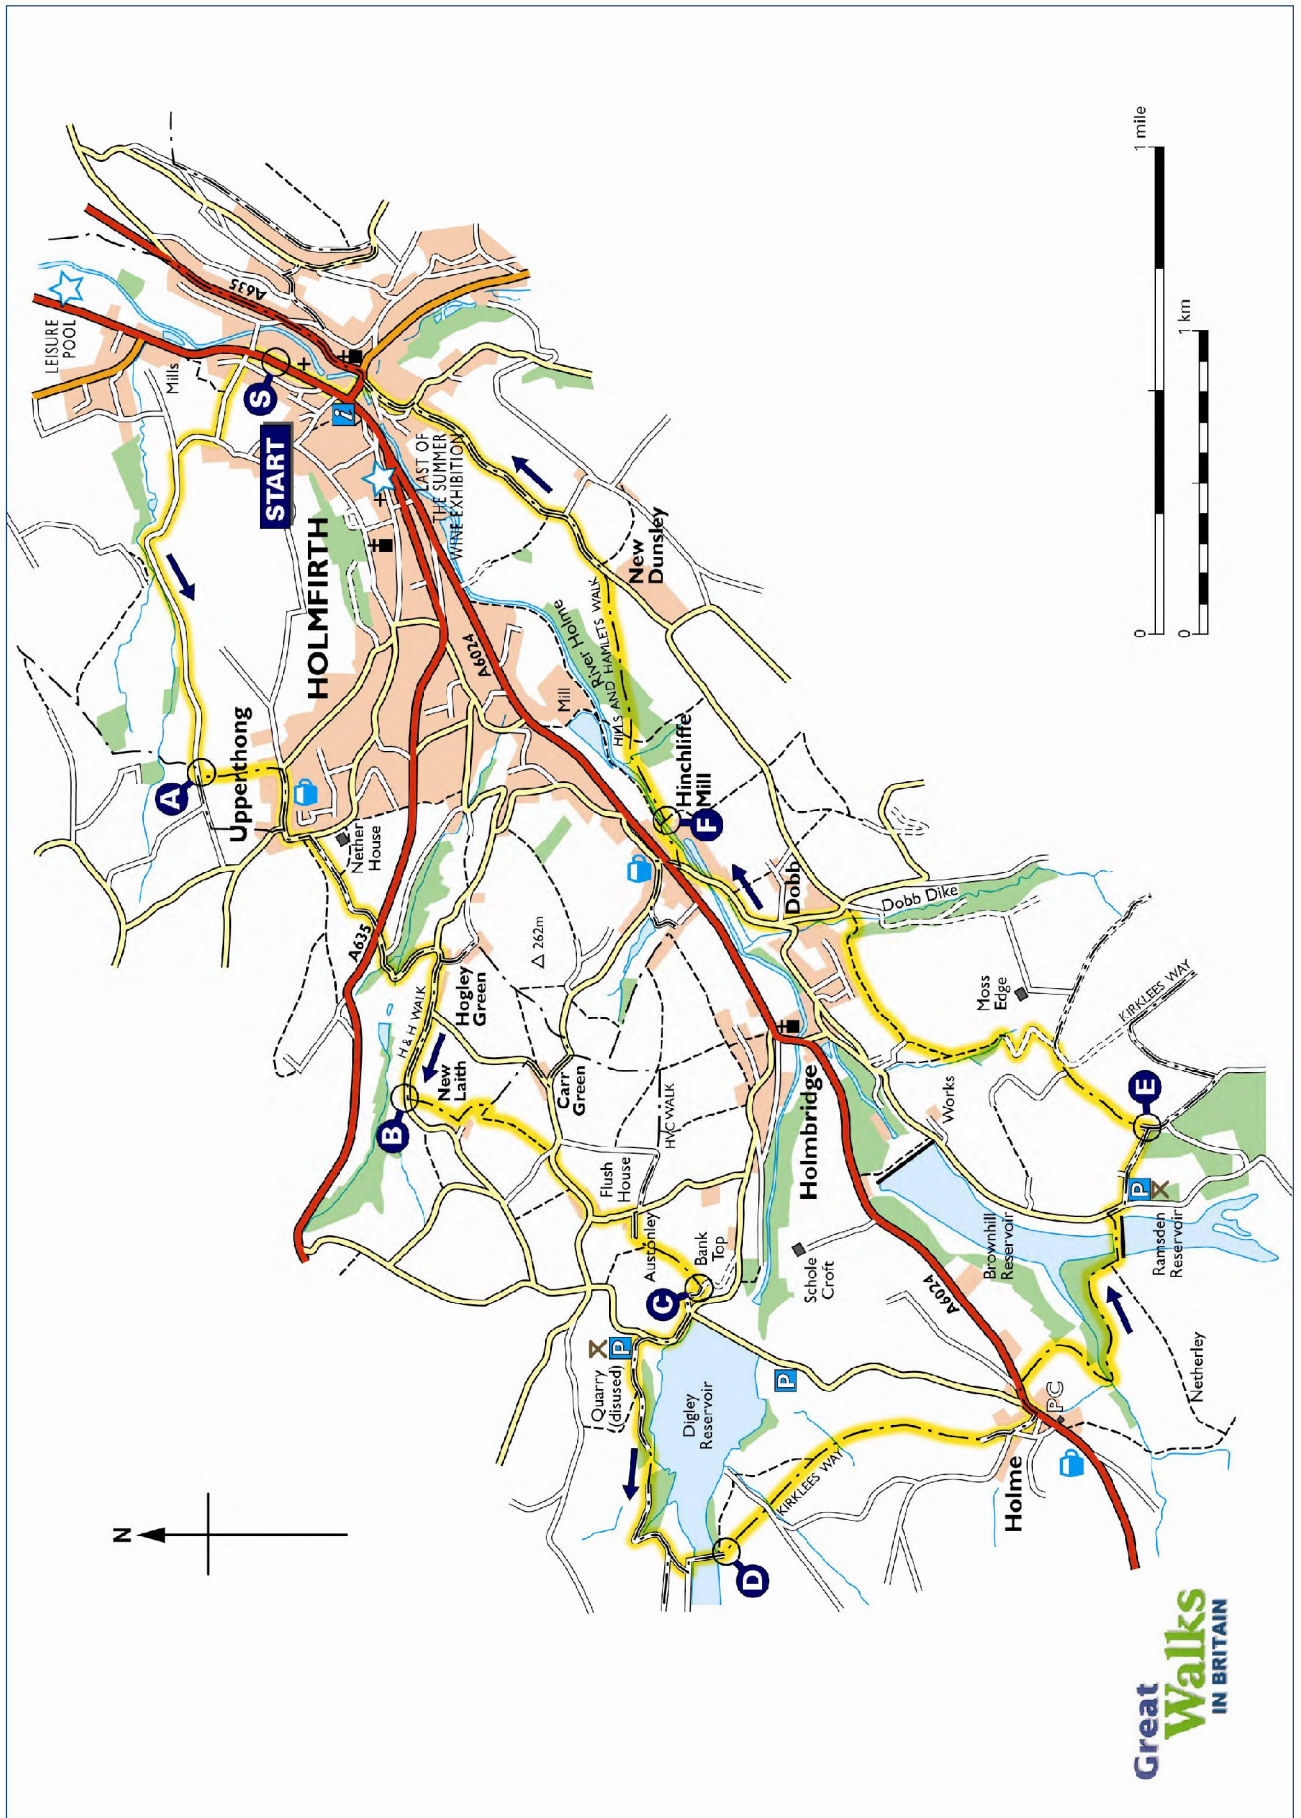 LEISURE
POOL
Mills
A635
S
START
i
HOLMFIRTH
LAST OF
THE SUMMER
WINE EXHIBITION
A
Upperthong
Nether
House
A635
A6024
River Holme
HILLS AND HAMLETS WALK
New
Dunsley
Mill
Hinchliffe
Mill
F
Dobb
Dobb Dike
262m
Hogley
Green
H & H WALK
New
Laith
B
Carr
Green
HVC WALK
Flush
House
Austonley
Bank
Top
C
Holmbridge
Moss
Edge
KIRKLEES WAY
Works
E
P
Ramsden
Reservoir
Brownhill
Reservoir
Schole
Croft
A6024
Quarry
(disused)
P
Digley
Reservoir
P
D
KIRKLEES WAY
Holme
PC
Netherley
N
0
1 mile
0
1 km
Great
Walks
IN BRITAIN